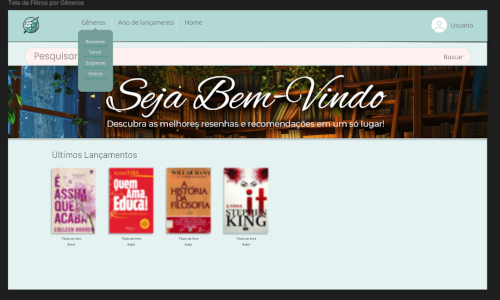 Tela de Filtros por Gêneros
Gêneros
Ano de lançamento
Home
Usuário
Romance
Terror
Suspense
Outros
Pesquisar
Buscar
Seja Bem-Vindo
Descubra as melhores resenhas e recomendações em um só lugar!
Últimos Lançamentos
É
ASSIM
QUE
ACABA
COLLEEN HOOVER
Quem
Ama,
Educa!
WILL DURANT
A
HISTÓRIA
DA
FILOSOFIA
it
A COISA
STEPHEN
KING
Título do livro
Autor
Título do livro
Autor
Título do livro
Autor
Título do livro
Autor